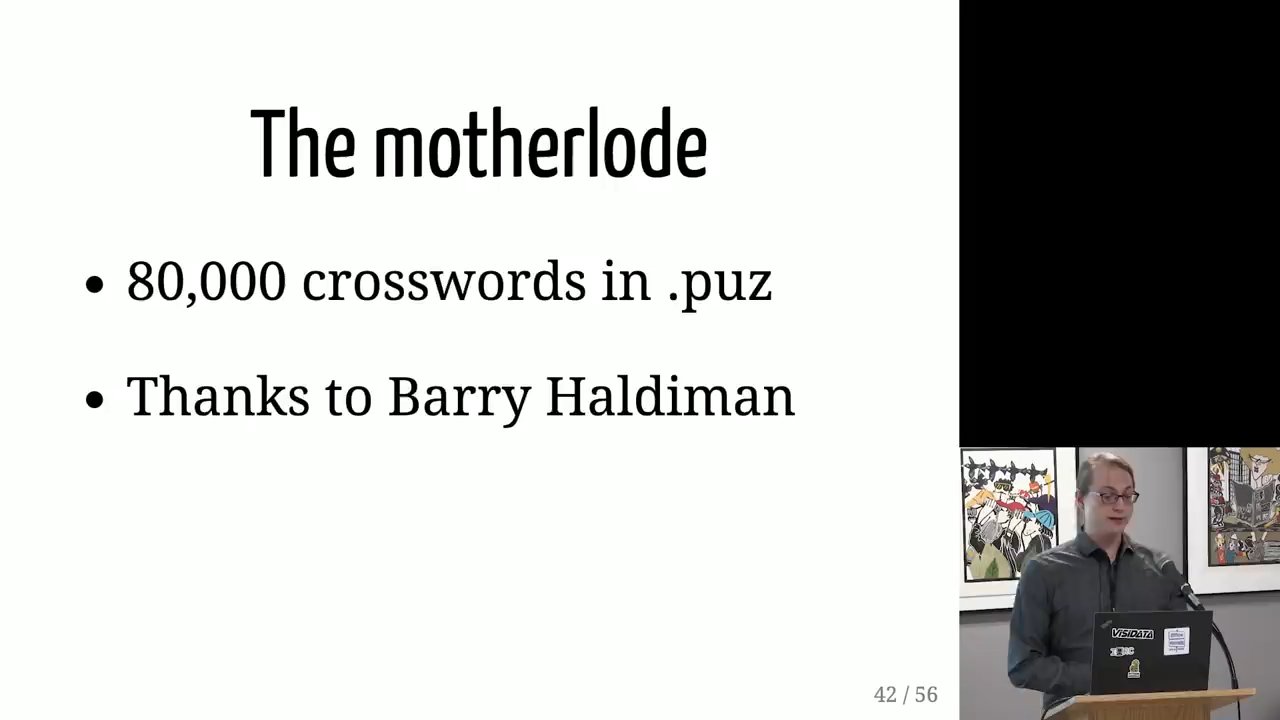 The motherlode
• 80,000 crosswords in .puz
• Thanks to Barry Haldiman
42 / 56
VISIDATA